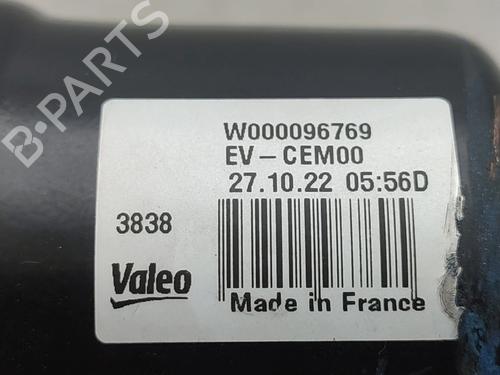 B-PARTS
W000096769
EV-CEM00
27.10.22 05:56D
3838
Valeo
Made in France